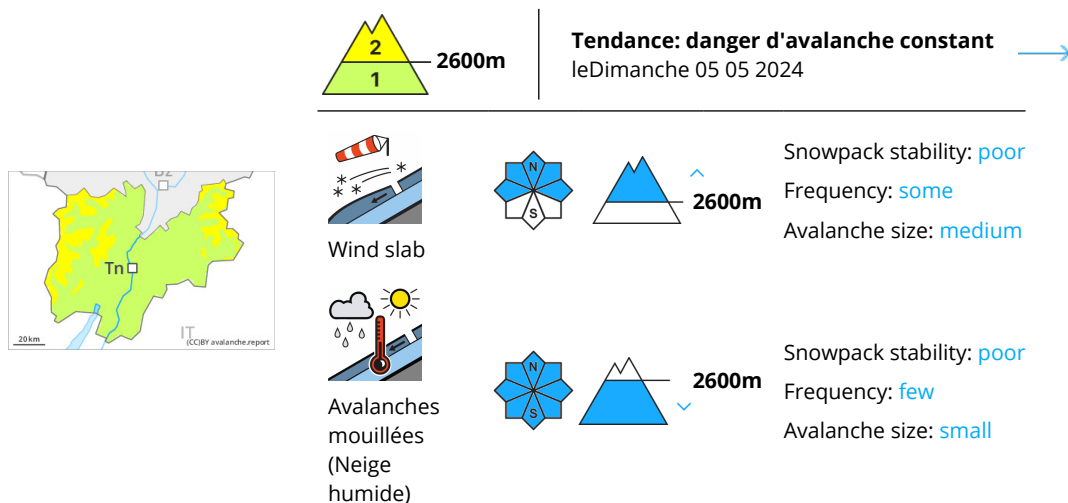 2
1
2600m
Tendance: danger d'avalanche constant
leDimanche 05 05 2024
BZ
Tn
IT
20 km
(CC)BY avalanche.report
Wind slab
N
S
2600m
Snowpack stability: poor
Frequency: some
Avalanche size: medium
Avalanches
mouillées
(Neige
humide)
N
S
2600m
Snowpack stability: poor
Frequency: few
Avalanche size: small